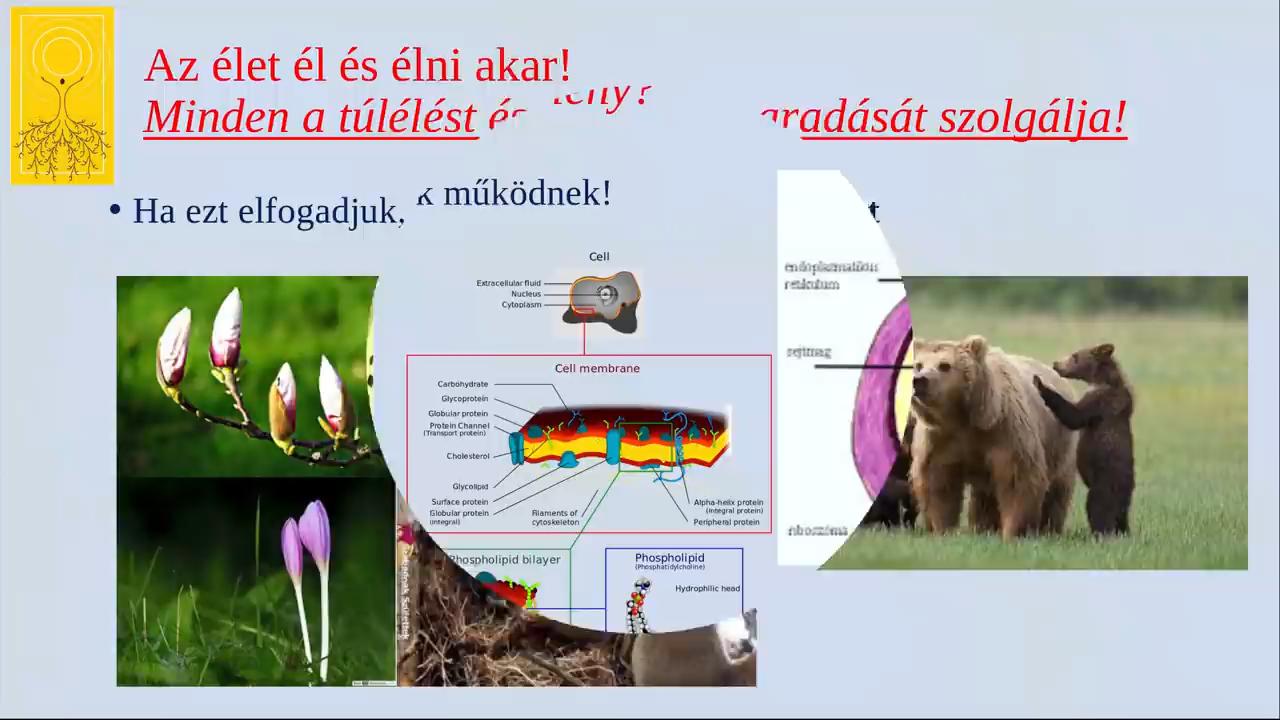 Az élet él és élni akar!
Minden a túlélést és
aradását szolgálja!
• Ha ezt elfogadjuk,
működnek!
Cell
Extracellular fluid
Nucleus
Cytoplasm
Cell membrane
Carbohydrate
Glycoprotein
Globular protein
Protein Channel
(Transport protein)
Cholesterol
Glycolipid
Surface protein
Globular protein
(Integral)
Filaments of
cytoskeleton
Alpha-helix protein
(Integral protein)
Peripheral protein
Phospholipid bilayer
Phospholipid
(Phosphatidylcholine)
Hydrophilic head
endoplazmatikus
retikulum
sejtmag
riboszóma